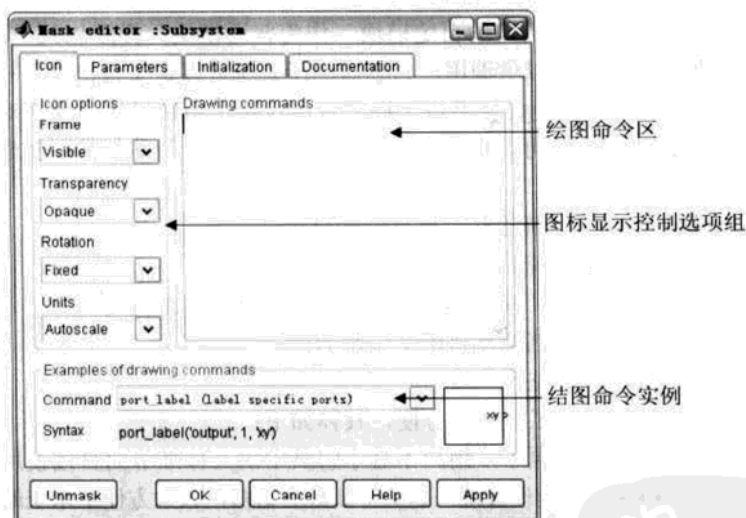 Mask editor :Subsystem
Icon Parameters Initialization Documentation
Icon options
Frame
Visible
Transparency
Opaque
Rotation
Fixed
Units
Autoscale
Drawing commands
绘图命令区
图标显示控制选项组
Examples of drawing commands
Command port_label (label specific ports)
Syntax port_label('output', 1, 'xy')
xy
结图命令实例
Unmask OK Cancel Help Apply